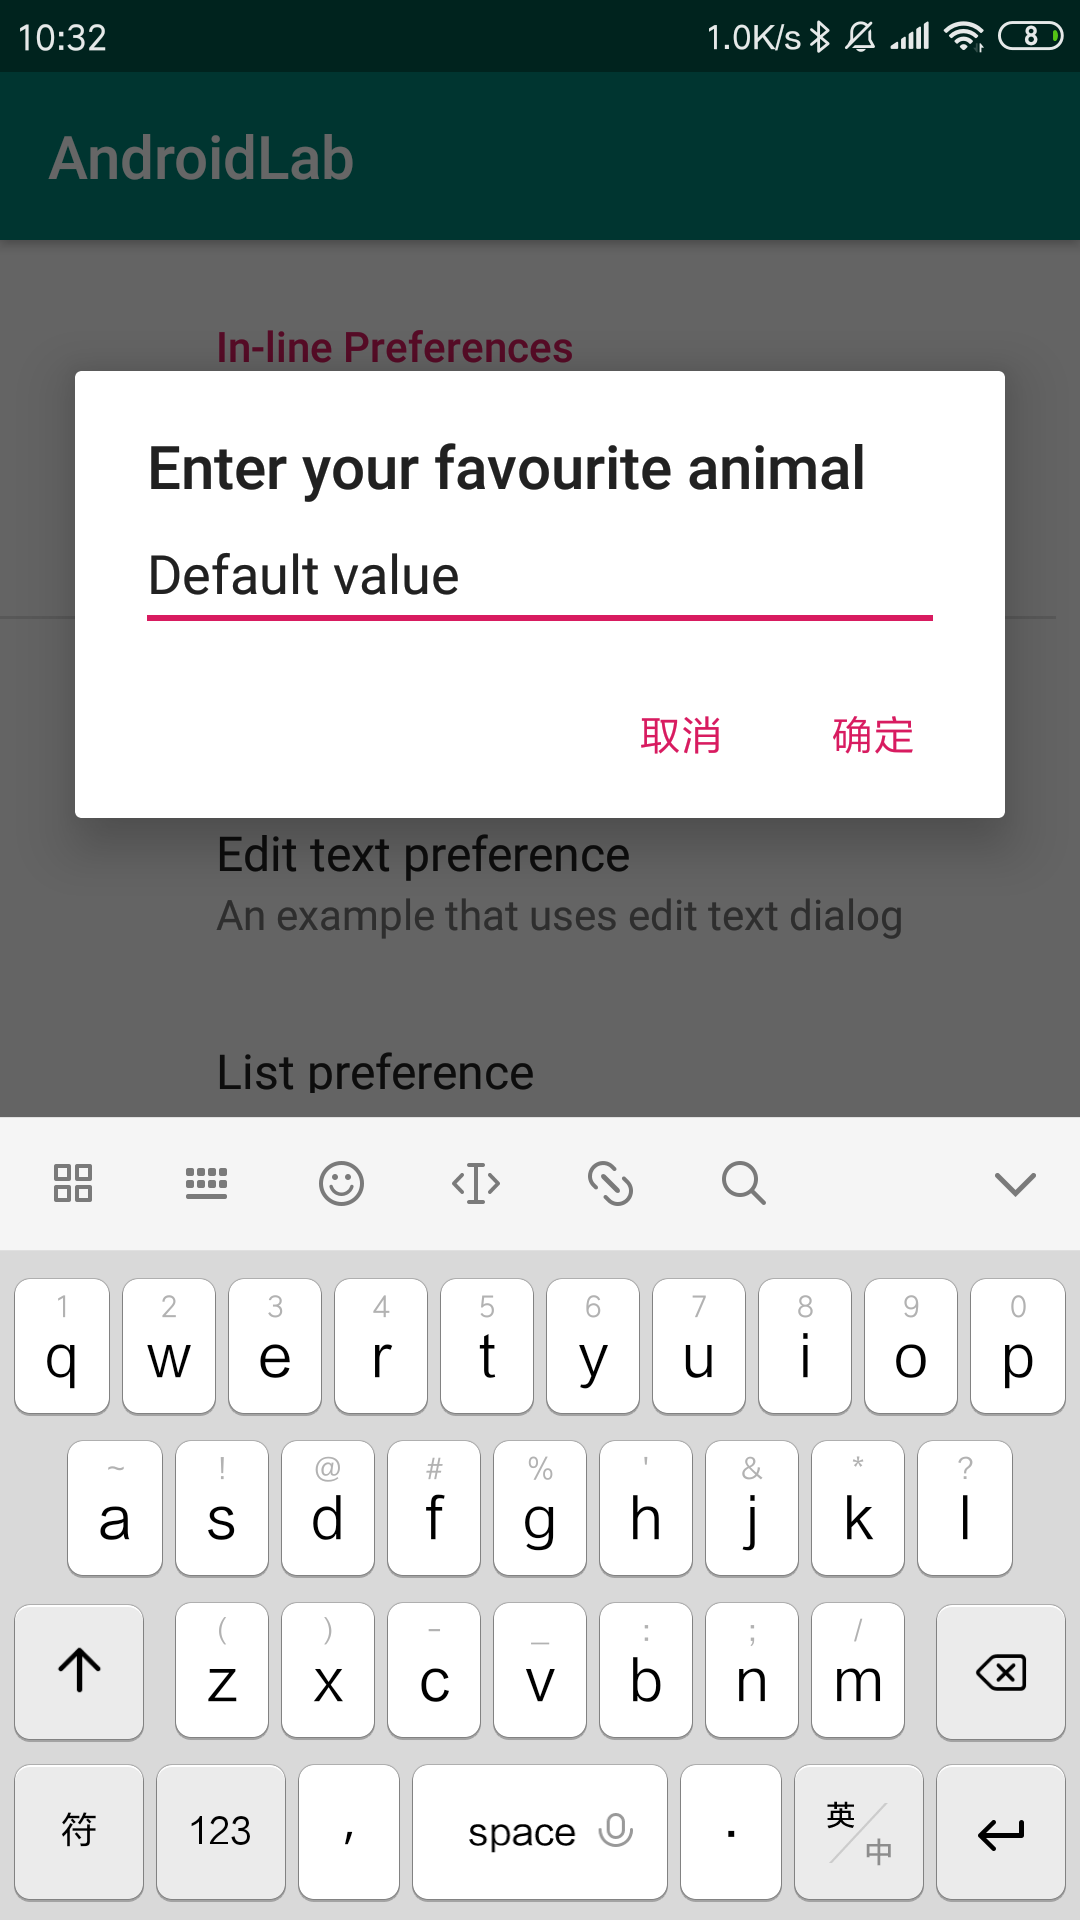 10:32 1.0K/s 8
AndroidLab
In-line Preferences
Enter your favourite animal
Default value
取消 确定
Edit text preference
An example that uses edit text dialog
List preference
1 2 3 4 5 6 7 8 9 0
q w e r t y u i o p
~ ! @ # % ' & * ?
a s d f g h j k l
( ) - _ : ; /
z x c v b n m
符 123 , space . 英/中